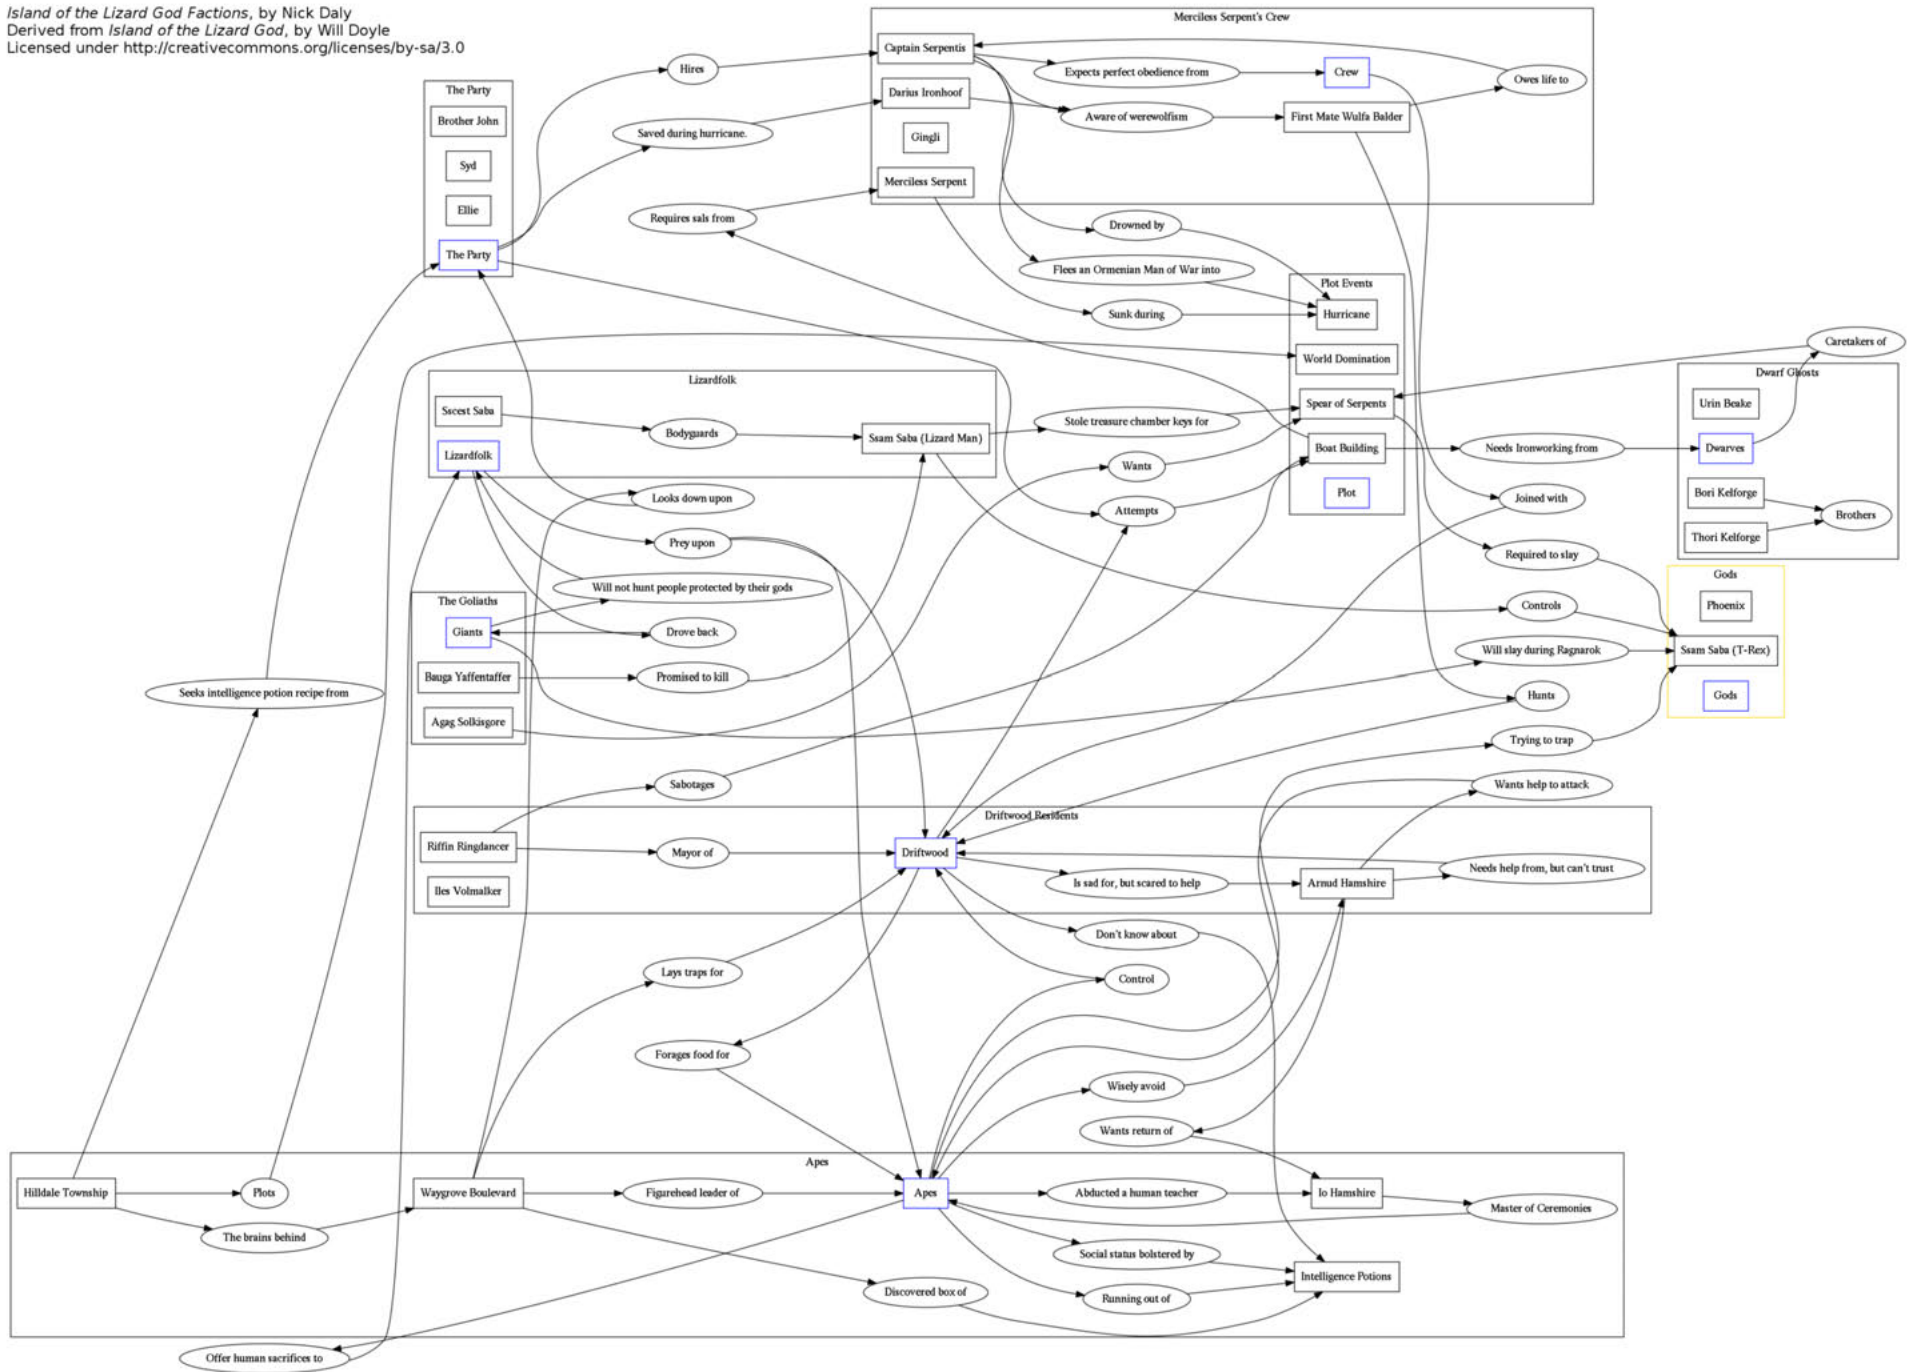 Island of the Lizard God Factions, by Nick Daly
Derived from Island of the Lizard God, by Will Doyle
Licensed under http://creativecommons.org/licenses/by-sa/3.0
Merciless Serpent's Crew
Captain Serpentis
Hires
Expects perfect obedience from
Crew
Owes life to
Darius Ironhoof
Aware of werewolfism
First Mate Wulfa Balder
Saved during hurricane.
Gingli
Merciless Serpent
The Party
Brother John
Syd
Ellie
The Party
Requires sals from
Drowned by
Flees an Ormenian Man of War into
Sunk during
Plot Events
Hurricane
World Domination
Spear of Serpents
Boat Building
Plot
Caretakers of
Dwarf Ghosts
Urin Beake
Dwarves
Bori Kelforge
Thori Kelforge
Brothers
Lizardfolk
Sscest Saba
Bodyguards
Ssam Saba (Lizard Man)
Lizardfolk
Stole treasure chamber keys for
Wants
Needs Ironworking from
Looks down upon
Attempts
Joined with
Prey upon
Required to slay
Will not hunt people protected by their gods
The Goliaths
Giants
Bauga Yaffentaffer
Agag Solkisgore
Drove back
Promised to kill
Controls
Will slay during Ragnarok
Hunts
Trying to trap
Gods
Phoenix
Ssam Saba (T-Rex)
Gods
Seeks intelligence potion recipe from
Sabotages
Wants help to attack
Driftwood Residents
Riffin Ringdancer
Mayor of
Driftwood
Iles Volmalker
Is sad for, but scared to help
Arnud Hamshire
Needs help from, but can't trust
Don't know about
Lays traps for
Control
Forages food for
Wisely avoid
Wants return of
Apes
Hilldale Township
Plots
Waygrove Boulevard
Figarehead leader of
Apes
Abducted a human teacher
Io Hamshire
Master of Ceremonies
The brains behind
Social status bolstered by
Intelligence Potions
Discovered box of
Running out of
Offer human sacrifices to